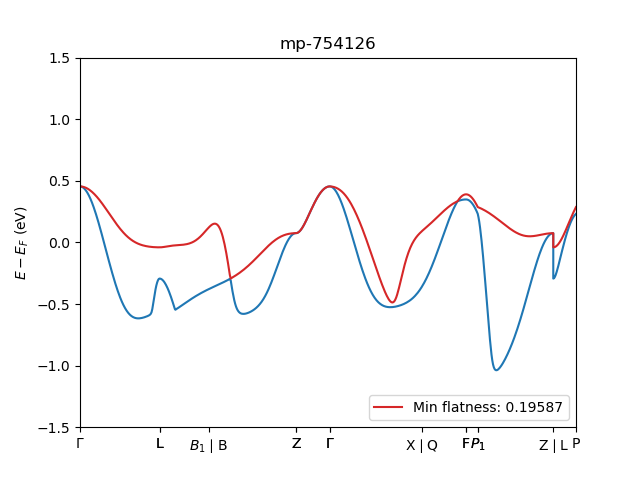 mp-754126
E − E_F (eV)
1.5
1.0
0.5
0.0
−0.5
−1.0
−1.5
Min flatness: 0.19587
Γ L B₁ | B Z Γ X | Q F P₁ Z | L P